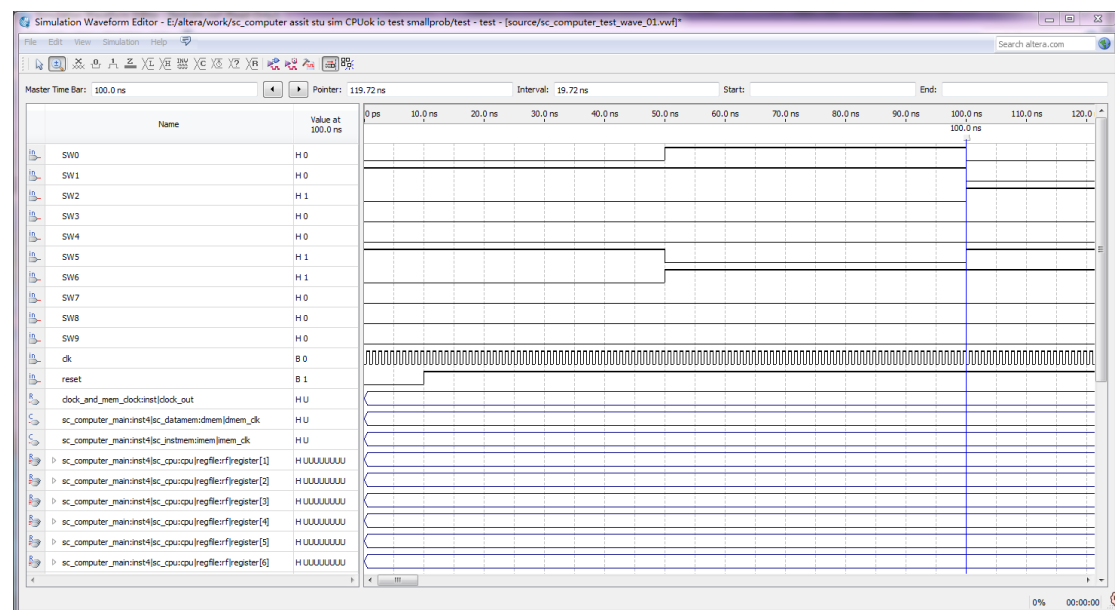 Simulation Waveform Editor - E:/altera/work/sc_computer assit stu sim CPUok io test smallprob/test - test - [source/sc_computer_test_wave_01.vwf]*
File Edit View Simulation Help
Search altera.com
Master Time Bar: 100.0 ns Pointer: 119.72 ns Interval: 19.72 ns Start: End:
Name Value at 100.0 ns
0 ps 10.0 ns 20.0 ns 30.0 ns 40.0 ns 50.0 ns 60.0 ns 70.0 ns 80.0 ns 90.0 ns 100.0 ns 110.0 ns 120.0
100.0 ns
SW0 H 0
SW1 H 0
SW2 H 1
SW3 H 0
SW4 H 0
SW5 H 1
SW6 H 1
SW7 H 0
SW8 H 0
SW9 H 0
clk B 0
reset B 1
clock_and_mem_clock:inst|clock_out H U
sc_computer_main:inst4|sc_datamem:dmem|dmem_clk H U
sc_computer_main:inst4|sc_instmem:imem|imem_clk H U
sc_computer_main:inst4|sc_cpu:cpu|regfile:rf|register[1] H UUUUUUUU
sc_computer_main:inst4|sc_cpu:cpu|regfile:rf|register[2] H UUUUUUUU
sc_computer_main:inst4|sc_cpu:cpu|regfile:rf|register[3] H UUUUUUUU
sc_computer_main:inst4|sc_cpu:cpu|regfile:rf|register[4] H UUUUUUUU
sc_computer_main:inst4|sc_cpu:cpu|regfile:rf|register[5] H UUUUUUUU
sc_computer_main:inst4|sc_cpu:cpu|regfile:rf|register[6] H UUUUUUUU
0% 00:00:00